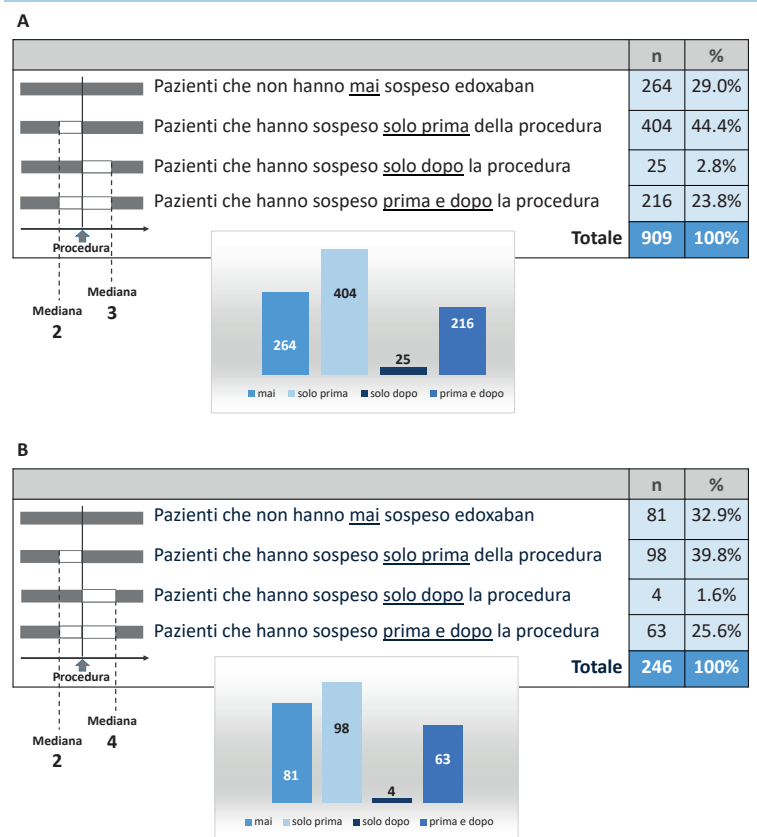 A
n %
Pazienti che non hanno mai sospeso edoxaban 264 29.0%
Pazienti che hanno sospeso solo prima della procedura 404 44.4%
Pazienti che hanno sospeso solo dopo la procedura 25 2.8%
Pazienti che hanno sospeso prima e dopo la procedura 216 23.8%
Totale 909 100%
Procedura
Mediana
3
Mediana
2
264
404
25
216
mai solo prima solo dopo prima e dopo
B
n %
Pazienti che non hanno mai sospeso edoxaban 81 32.9%
Pazienti che hanno sospeso solo prima della procedura 98 39.8%
Pazienti che hanno sospeso solo dopo la procedura 4 1.6%
Pazienti che hanno sospeso prima e dopo la procedura 63 25.6%
Totale 246 100%
Procedura
Mediana
4
Mediana
2
81
98
4
63
mai solo prima solo dopo prima e dopo